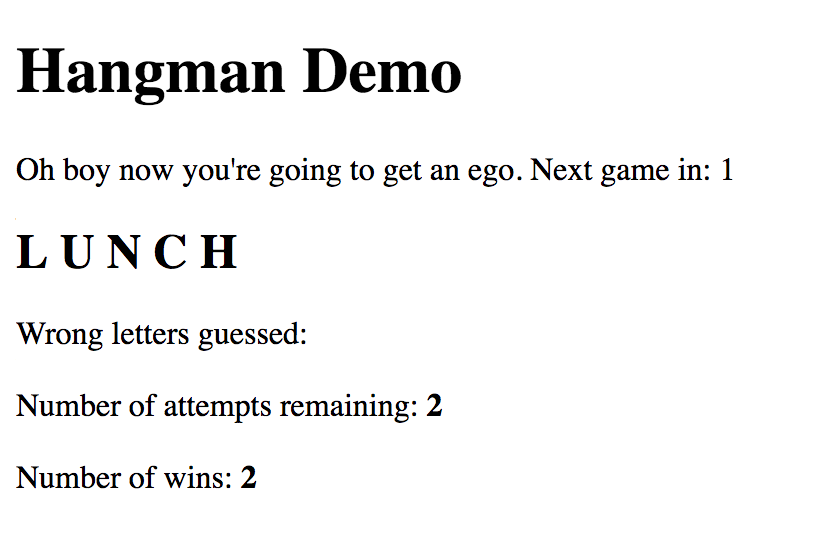 Hangman Demo
Oh boy now you're going to get an ego. Next game in: 1
L U N C H
Wrong letters guessed:
Number of attempts remaining: 2
Number of wins: 2